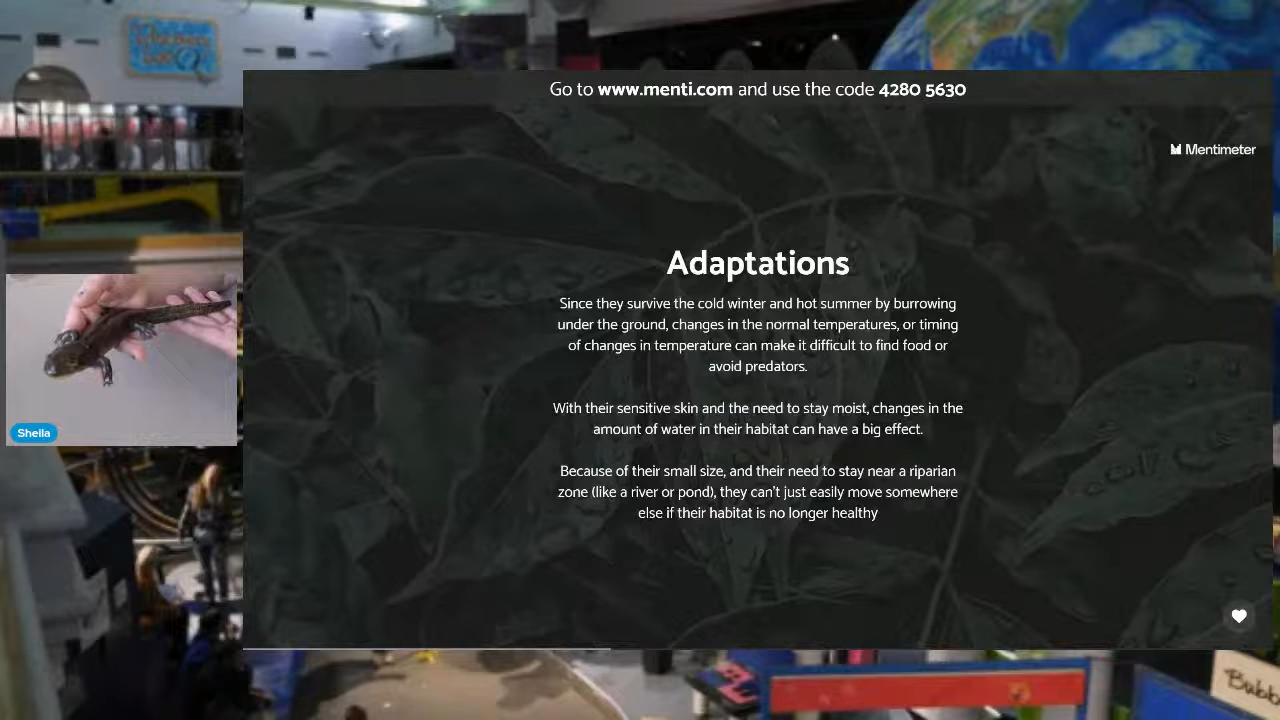 Go to www.menti.com and use the code 4280 5630
Mentimeter
Adaptations
Since they survive the cold winter and hot summer by burrowing
under the ground, changes in the normal temperatures, or timing
of changes in temperature can make it difficult to find food or
avoid predators.
With their sensitive skin and the need to stay moist, changes in the
amount of water in their habitat can have a big effect.
Because of their small size, and their need to stay near a riparian
zone (like a river or pond), they can't just easily move somewhere
else if their habitat is no longer healthy
Sheila
Bubb